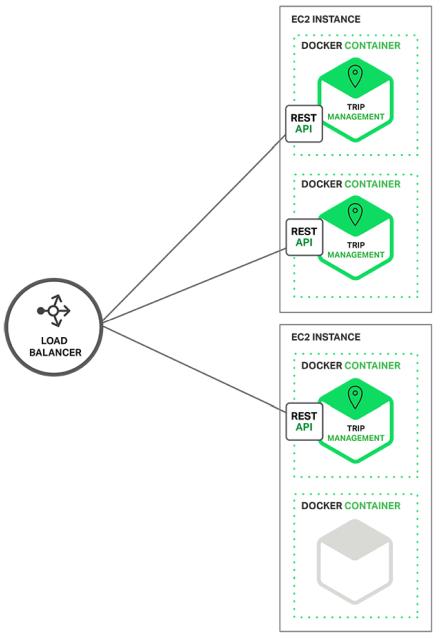 EC2 INSTANCE
DOCKER CONTAINER
TRIP
MANAGEMENT
REST
API
DOCKER CONTAINER
TRIP
MANAGEMENT
REST
API
LOAD
BALANCER
EC2 INSTANCE
DOCKER CONTAINER
TRIP
MANAGEMENT
REST
API
DOCKER CONTAINER